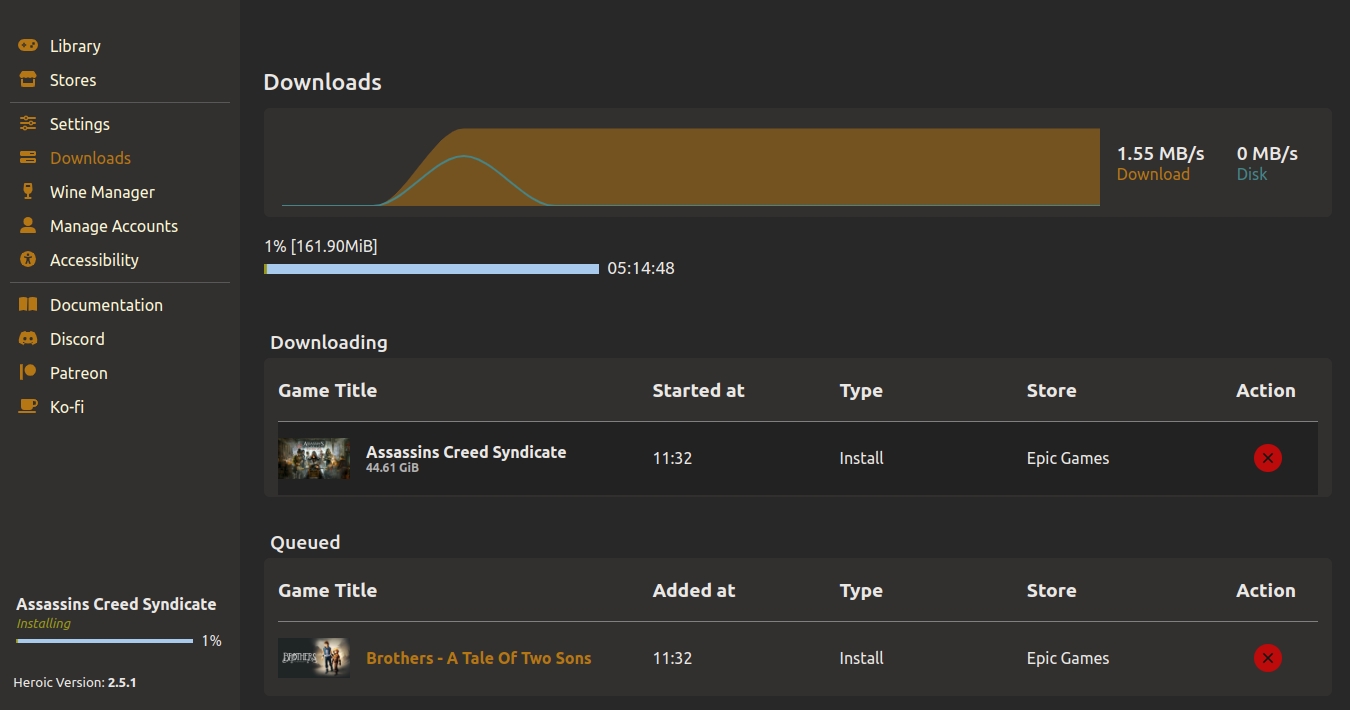 Library
Stores
Settings
Downloads
Wine Manager
Manage Accounts
Accessibility
Documentation
Discord
Patreon
Ko-fi
Assassins Creed Syndicate
Installing
1%
Heroic Version: 2.5.1
Downloads
1.55 MB/s 0 MB/s
Download Disk
1% [161.90MiB]
05:14:48
Downloading
Game Title Started at Type Store Action
Assassins Creed Syndicate 11:32 Install Epic Games
44.61 GiB
Queued
Game Title Added at Type Store Action
BROTHERS
Brothers - A Tale Of Two Sons 11:32 Install Epic Games